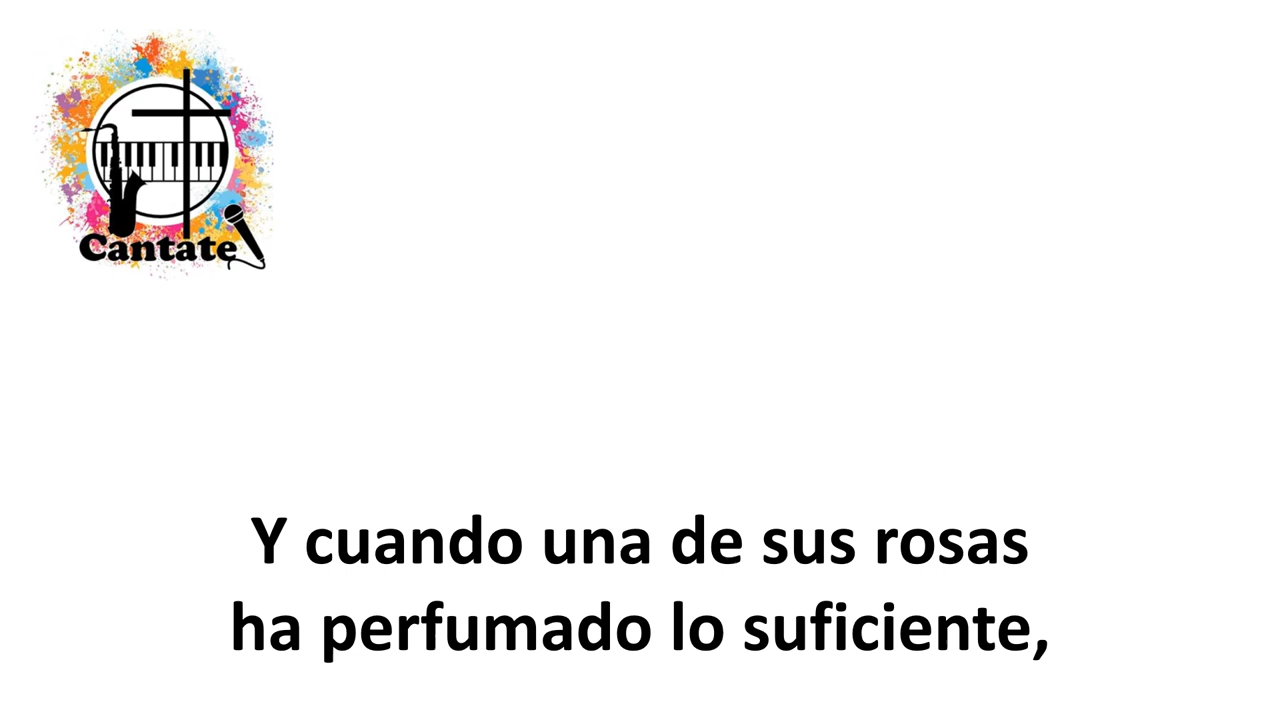 Cantate
Y cuando una de sus rosas
ha perfumado lo suficiente,